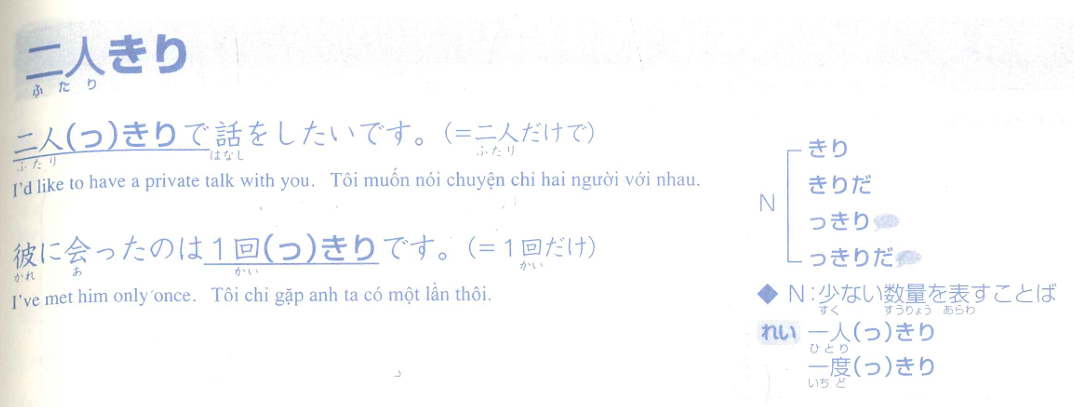 二人きり
ふたり
二人(っ)きりで話をしたいです。(=二人だけで)
ふたり はなし ふたり
I'd like to have a private talk with you. Tôi muốn nói chuyện chỉ hai người với nhau.
彼に会ったのは1回(っ)きりです。(=1回だけ)
かれ あ かい かい
I've met him only once. Tôi chỉ gặp anh ta có một lần thôi.
N
きり
きりだ
っきり
っきりだ
◆ N:少ない数量を表すことば
すく すうりょう あらわ
れい 一人(っ)きり
ひとり
一度(っ)きり
いちど